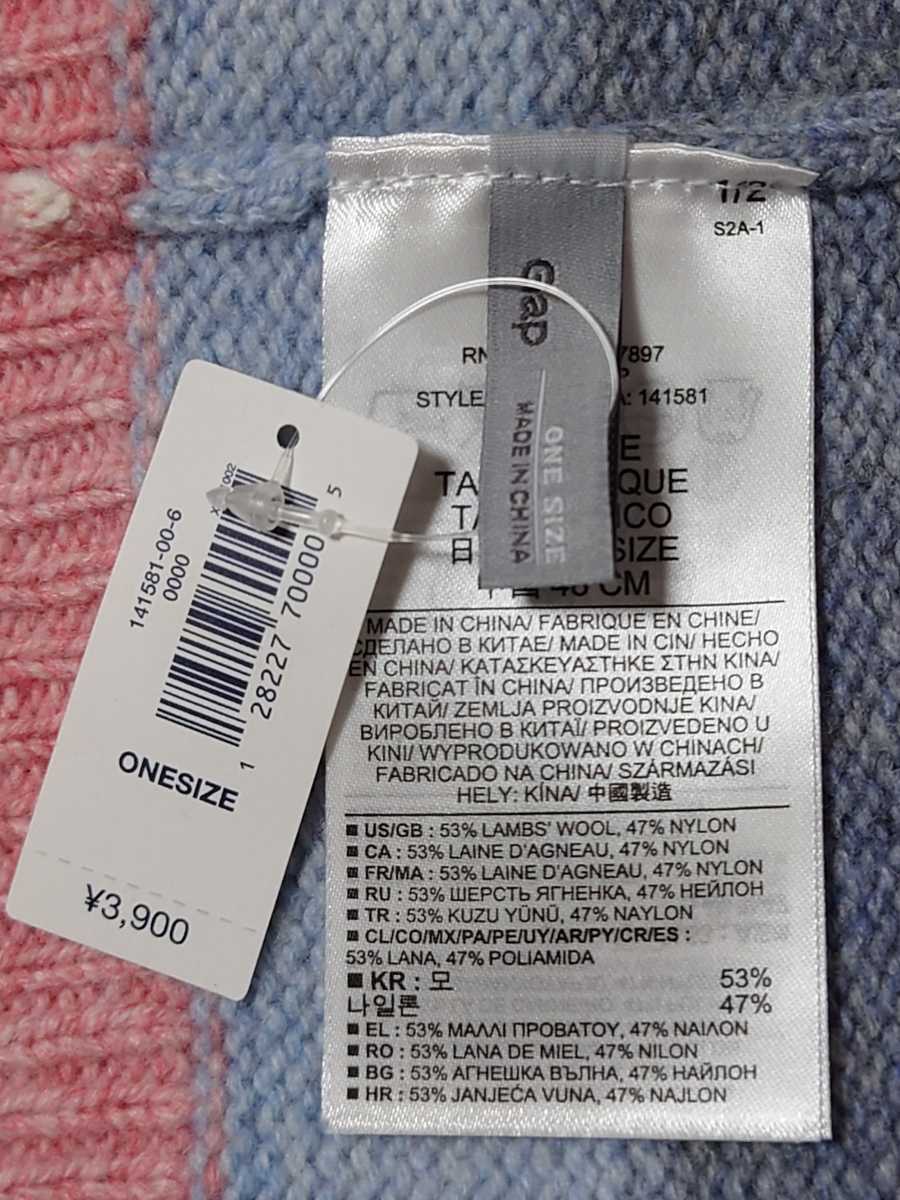 1/2
S2A-1
Gap
ONE SIZE
MADE IN CHINA
RN 7897
STYLE : 141581
QUE
ICO
日 SIZE
CM
MADE IN CHINA/ FABRIQUE EN CHINE/
СДЕЛАНО В КИТАЕ/ MADE IN CIN/ HECHO
EN CHINA/ ΚΑΤΑΣΚΕΥΑΣΤΗΚΕ ΣΤΗΝ KINA/
FABRICAT ÎN CHINA/ ПРОИЗВЕДЕНО В
КИТАЙ/ ZEMLJA PROIZVODNJE KINA/
ВИРОБЛЕНО В КИТАЇ/ PROIZVEDENO U
KINI/ WYPRODUKOWANO W CHINACH/
FABRICADO NA CHINA/ SZÁRMAZÁSI
HELY: KÍNA/ 中國製造
US/GB : 53% LAMBS' WOOL, 47% NYLON
CA : 53% LAINE D'AGNEAU, 47% NYLON
FR/MA : 53% LAINE D'AGNEAU, 47% NYLON
RU : 53% ШЕРСТЬ ЯГНЕНКА, 47% НЕЙЛОН
TR : 53% KUZU YÜNÜ, 47% NAYLON
CL/CO/MX/PA/PE/UY/AR/PY/CR/ES :
53% LANA, 47% POLIAMIDA
KR : 모 53%
나일론 47%
EL : 53% ΜΑΛΛΙ ΠΡΟΒΑΤΟΥ, 47% ΝΑΙΛΟΝ
RO : 53% LANA DE MIEL, 47% NILON
BG : 53% АГНЕШКА ВЪЛНА, 47% НАЙЛОН
HR : 53% JANJEĆA VUNA, 47% NAJLON
141581-00-6
0000
1 28227 70000 5
ONESIZE
¥3,900